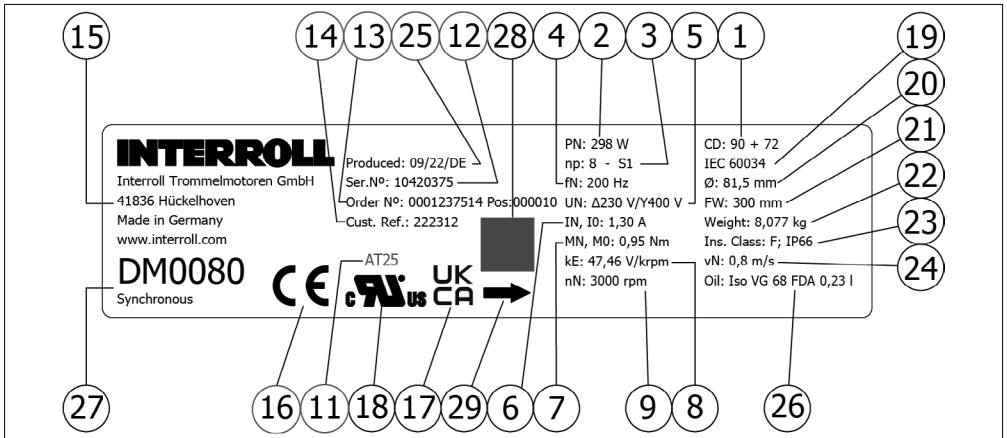 15 14 13 25 12 28 4 2 3 5 1 19
20
21
22
23
24
INTERROLL
Interroll Trommelmotoren GmbH
41836 Hückelhoven
Made in Germany
www.interroll.com
DM0080
Synchronous
Produced: 09/22/DE
Ser.Nº: 10420375
Order Nº: 0001237514 Pos:000010
Cust. Ref.: 222312
AT25
CE
c RU US
UK
CA
PN: 298 W
np: 8 - S1
fN: 200 Hz
UN: Δ230 V/Y400 V
IN, I0: 1,30 A
MN, M0: 0,95 Nm
kE: 47,46 V/krpm
nN: 3000 rpm
CD: 90 + 72
IEC 60034
Ø: 81,5 mm
FW: 300 mm
Weight: 8,077 kg
Ins. Class: F; IP66
vN: 0,8 m/s
Oil: Iso VG 68 FDA 0,23 l
27 16 11 18 17 29 6 7 9 8 26